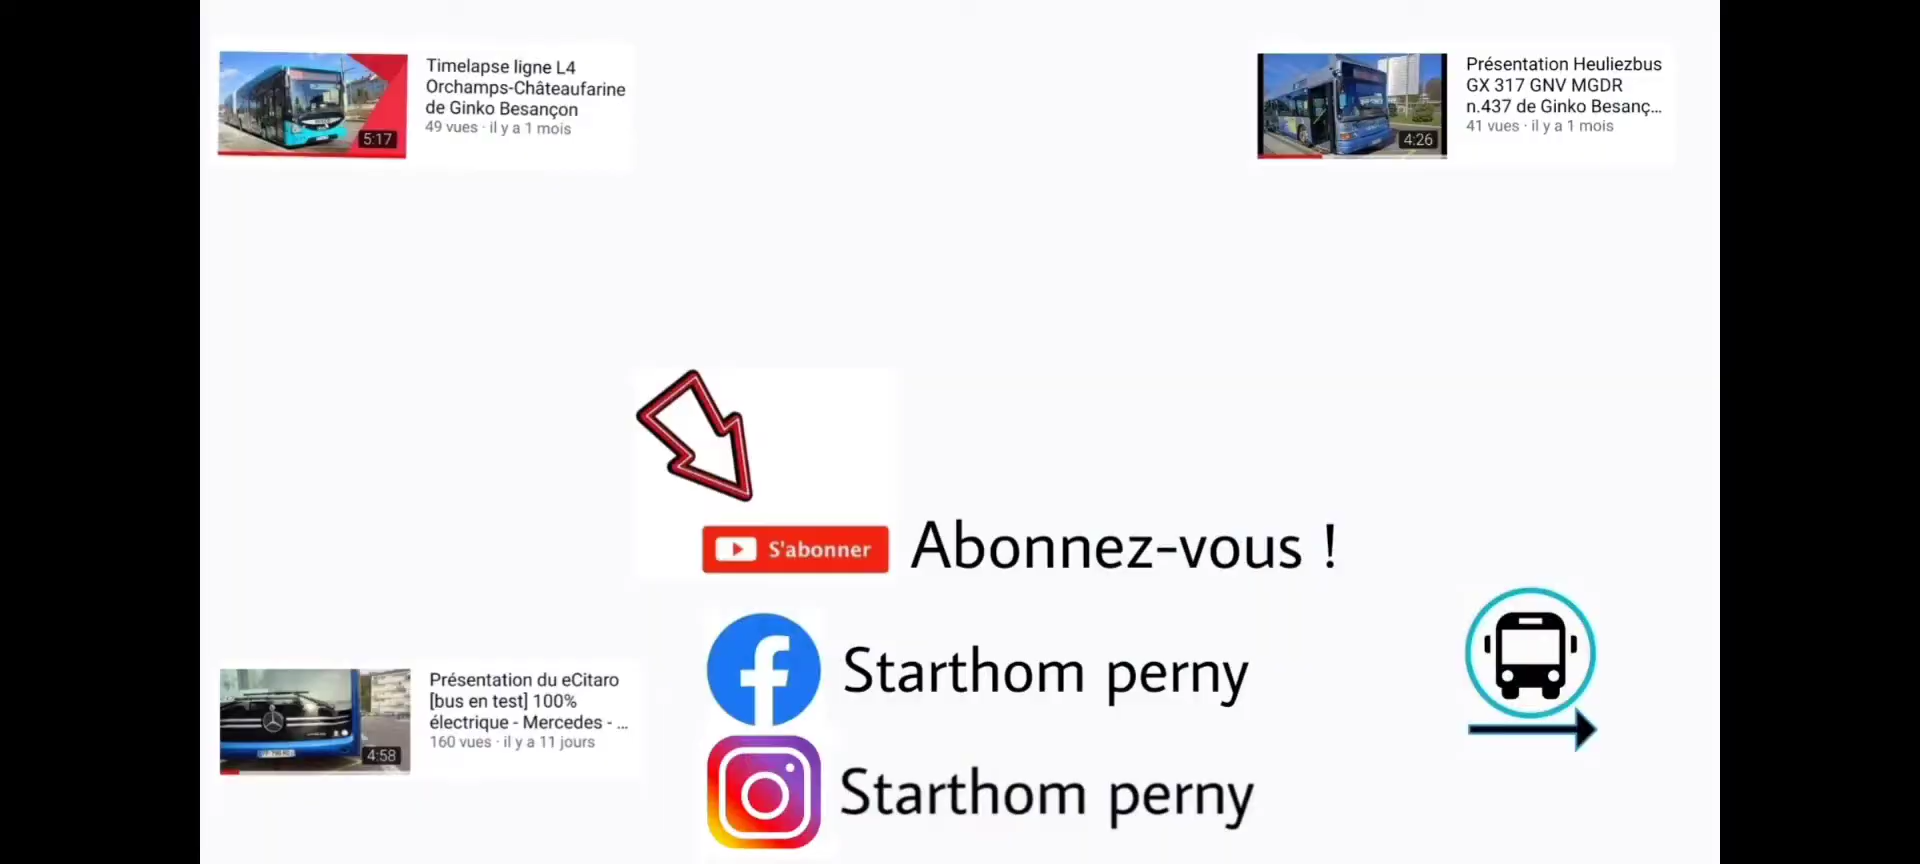 Timelapse ligne L4
Orchamps-Châteaufarine
de Ginko Besançon
49 vues · il y a 1 mois
5:17
Présentation Heuliezbus
GX 317 GNV MGDR
n.437 de Ginko Besanç...
41 vues · il y a 1 mois
4:26
S'abonner
Abonnez-vous !
Starthom perny
Présentation du eCitaro
[bus en test] 100%
électrique - Mercedes - ...
160 vues · il y a 11 jours
4:58
Starthom perny